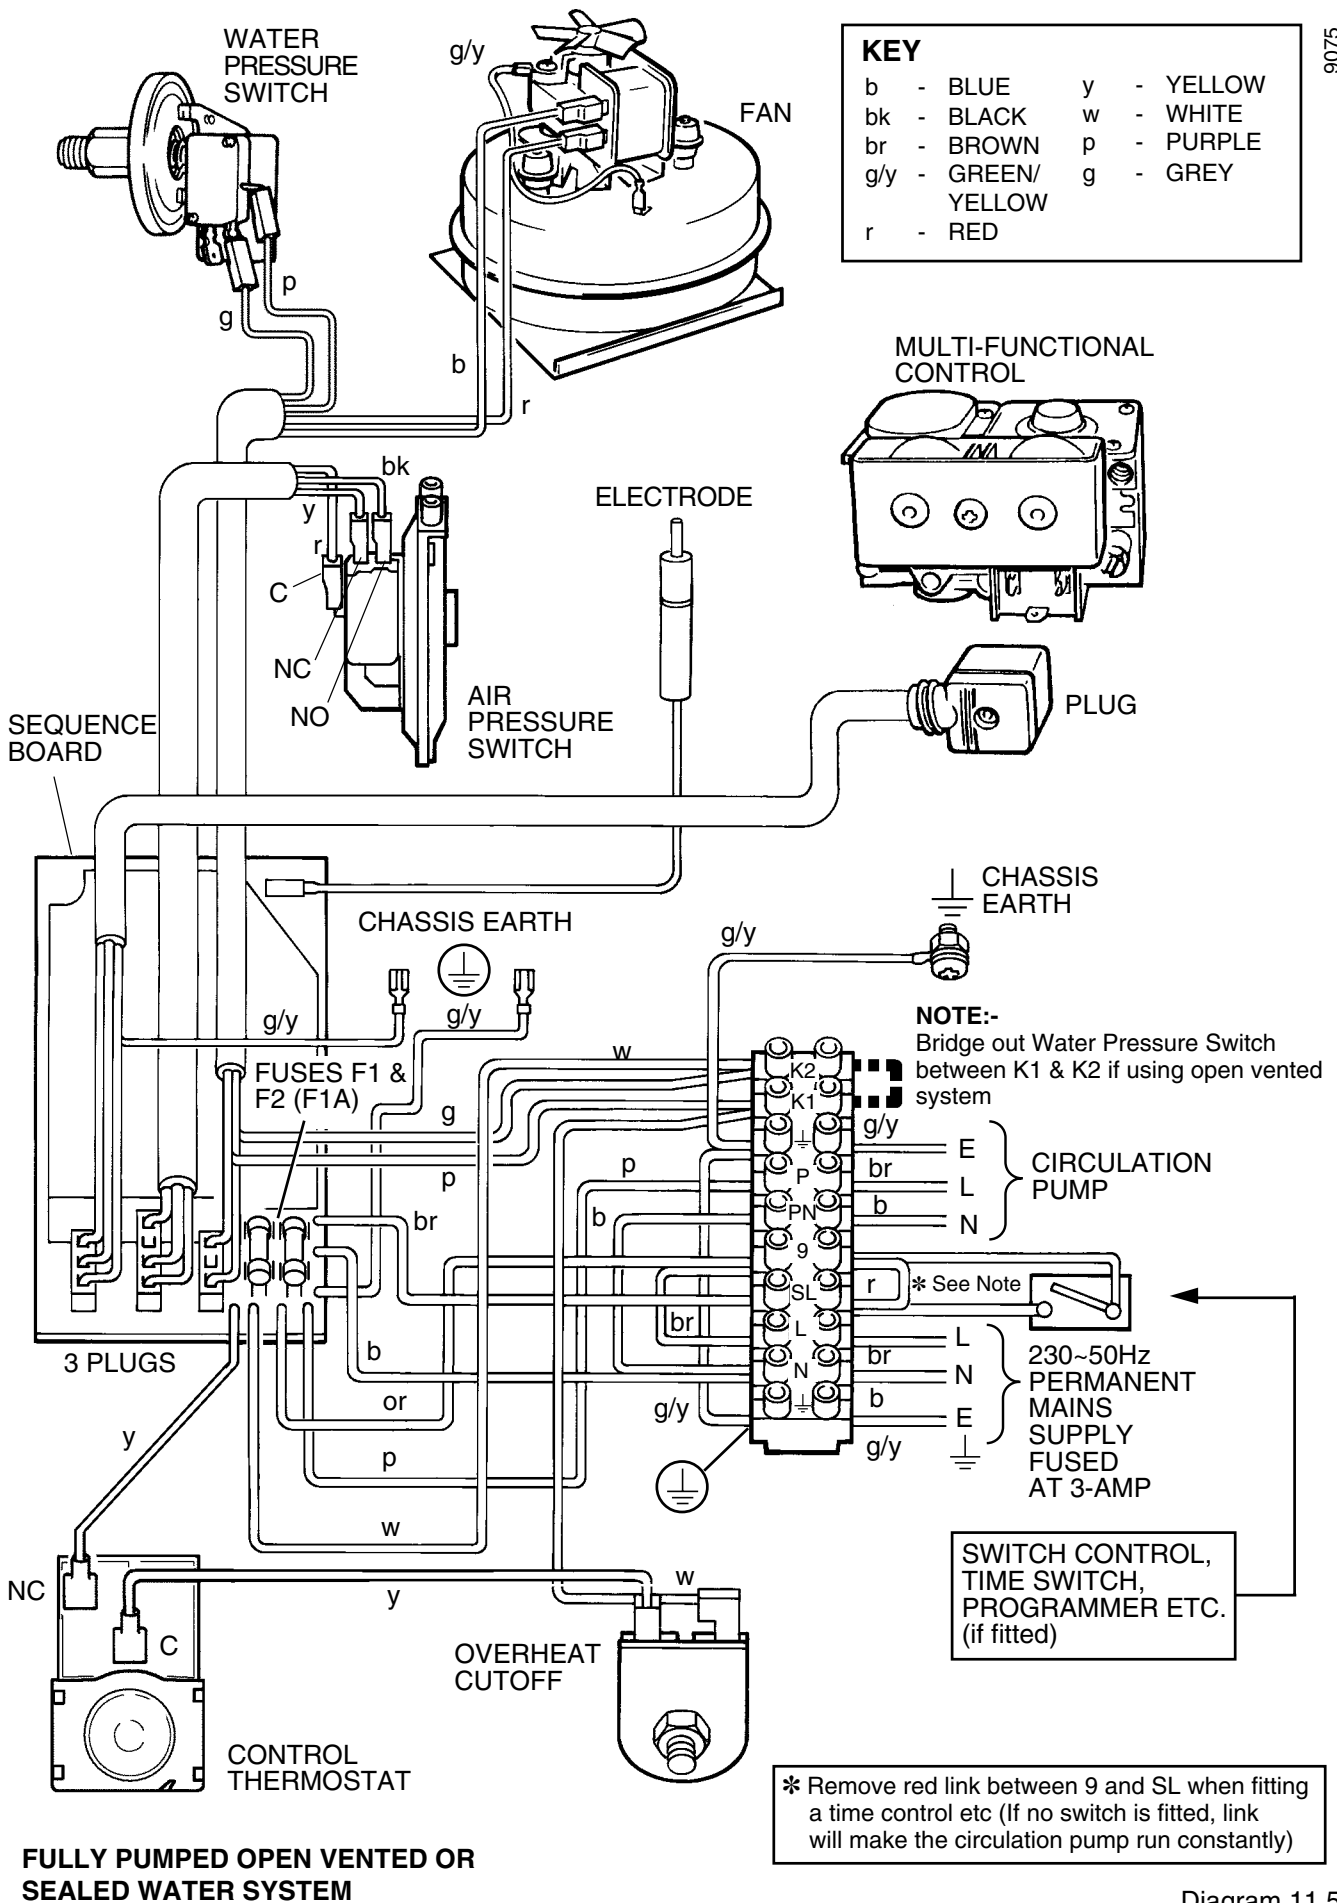 WATER
PRESSURE
SWITCH
g/y
FAN
KEY
b - BLUE y - YELLOW
bk - BLACK w - WHITE
br - BROWN p - PURPLE
g/y - GREEN/ g - GREY
YELLOW
r - RED
9075
p
g
b
r
MULTI-FUNCTIONAL
CONTROL
bk
y
r
C
NC
NO
ELECTRODE
AIR
PRESSURE
SWITCH
PLUG
SEQUENCE
BOARD
CHASSIS
EARTH
CHASSIS EARTH
g/y
g/y
g/y
NOTE:-
Bridge out Water Pressure Switch
between K1 & K2 if using open vented
system
FUSES F1 &
F2 (F1A)
w
g
p
K2
K1
P
PN
9
SL
L
N
g/y
E
br
L
b
N
CIRCULATION
PUMP
p
b
br
r
✻ See Note
br
L
br
N
b
E
g/y
230~50Hz
PERMANENT
MAINS
SUPPLY
FUSED
AT 3-AMP
3 PLUGS
b
or
g/y
p
y
w
y
w
NC
C
OVERHEAT
CUTOFF
CONTROL
THERMOSTAT
SWITCH CONTROL,
TIME SWITCH,
PROGRAMMER ETC.
(if fitted)
✻ Remove red link between 9 and SL when fitting
a time control etc (If no switch is fitted, link
will make the circulation pump run constantly)
FULLY PUMPED OPEN VENTED OR
SEALED WATER SYSTEM
Diagram 11.5